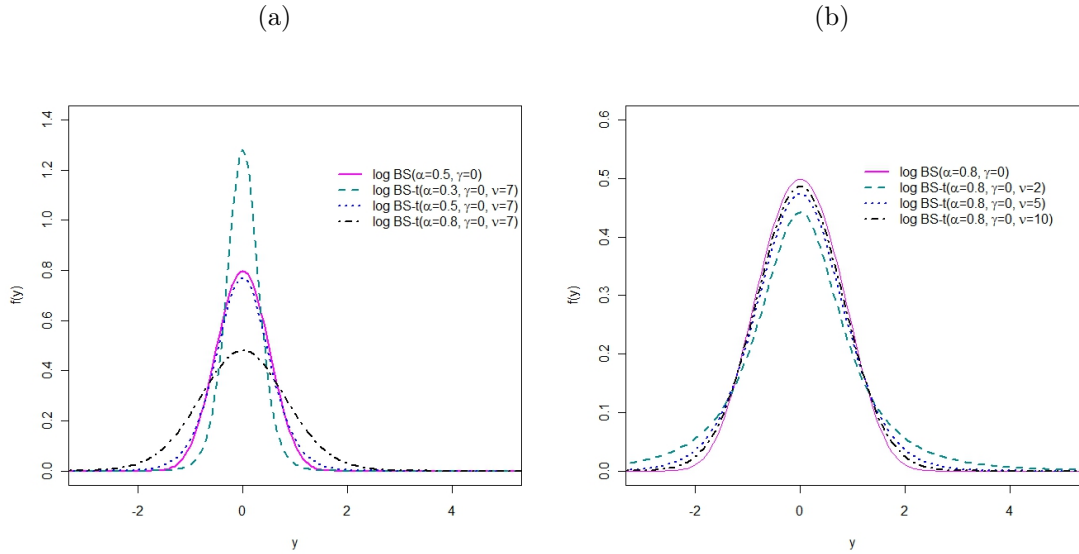 (a)
1.4
1.2
1.0
0.8
0.6
0.4
0.2
0.0
f(y)
log BS(α=0.5, γ=0)
log BS-t(α=0.3, γ=0, ν=7)
log BS-t(α=0.5, γ=0, ν=7)
log BS-t(α=0.8, γ=0, ν=7)
-2 0 2 4
y
(b)
0.6
0.5
0.4
0.3
0.2
0.1
0.0
f(y)
log BS(α=0.8, γ=0)
log BS-t(α=0.8, γ=0, ν=2)
log BS-t(α=0.8, γ=0, ν=5)
log BS-t(α=0.8, γ=0, ν=10)
-2 0 2 4
y